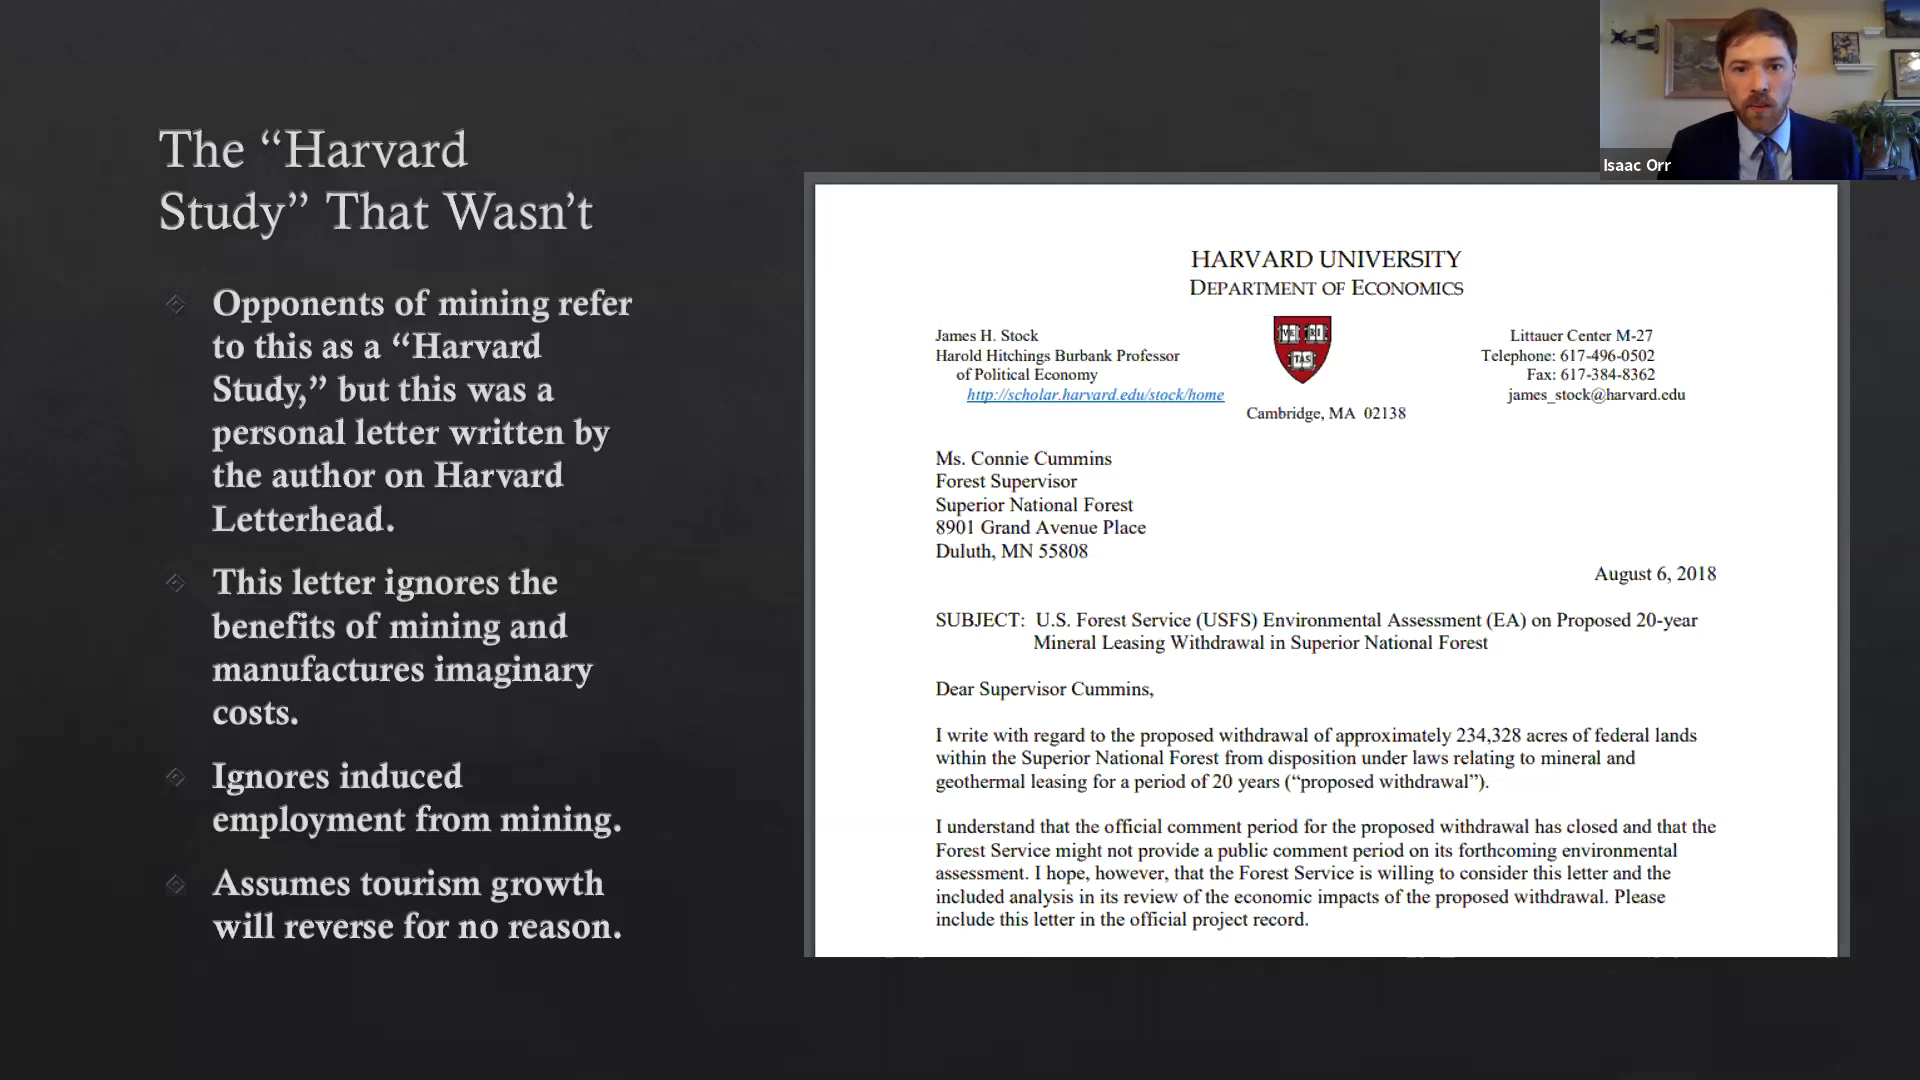 The “Harvard
Study” That Wasn’t
Opponents of mining refer
to this as a “Harvard
Study,” but this was a
personal letter written by
the author on Harvard
Letterhead.
This letter ignores the
benefits of mining and
manufactures imaginary
costs.
Ignores induced
employment from mining.
Assumes tourism growth
will reverse for no reason.
Isaac Orr
HARVARD UNIVERSITY
DEPARTMENT OF ECONOMICS
James H. Stock
Harold Hitchings Burbank Professor
of Political Economy
http://scholar.harvard.edu/stock/home
VE RI
TAS
Cambridge, MA 02138
Littauer Center M-27
Telephone: 617-496-0502
Fax: 617-384-8362
james_stock@harvard.edu
Ms. Connie Cummins
Forest Supervisor
Superior National Forest
8901 Grand Avenue Place
Duluth, MN 55808
August 6, 2018
SUBJECT: U.S. Forest Service (USFS) Environmental Assessment (EA) on Proposed 20-year
Mineral Leasing Withdrawal in Superior National Forest
Dear Supervisor Cummins,
I write with regard to the proposed withdrawal of approximately 234,328 acres of federal lands
within the Superior National Forest from disposition under laws relating to mineral and
geothermal leasing for a period of 20 years (“proposed withdrawal”).
I understand that the official comment period for the proposed withdrawal has closed and that the
Forest Service might not provide a public comment period on its forthcoming environmental
assessment. I hope, however, that the Forest Service is willing to consider this letter and the
included analysis in its review of the economic impacts of the proposed withdrawal. Please
include this letter in the official project record.